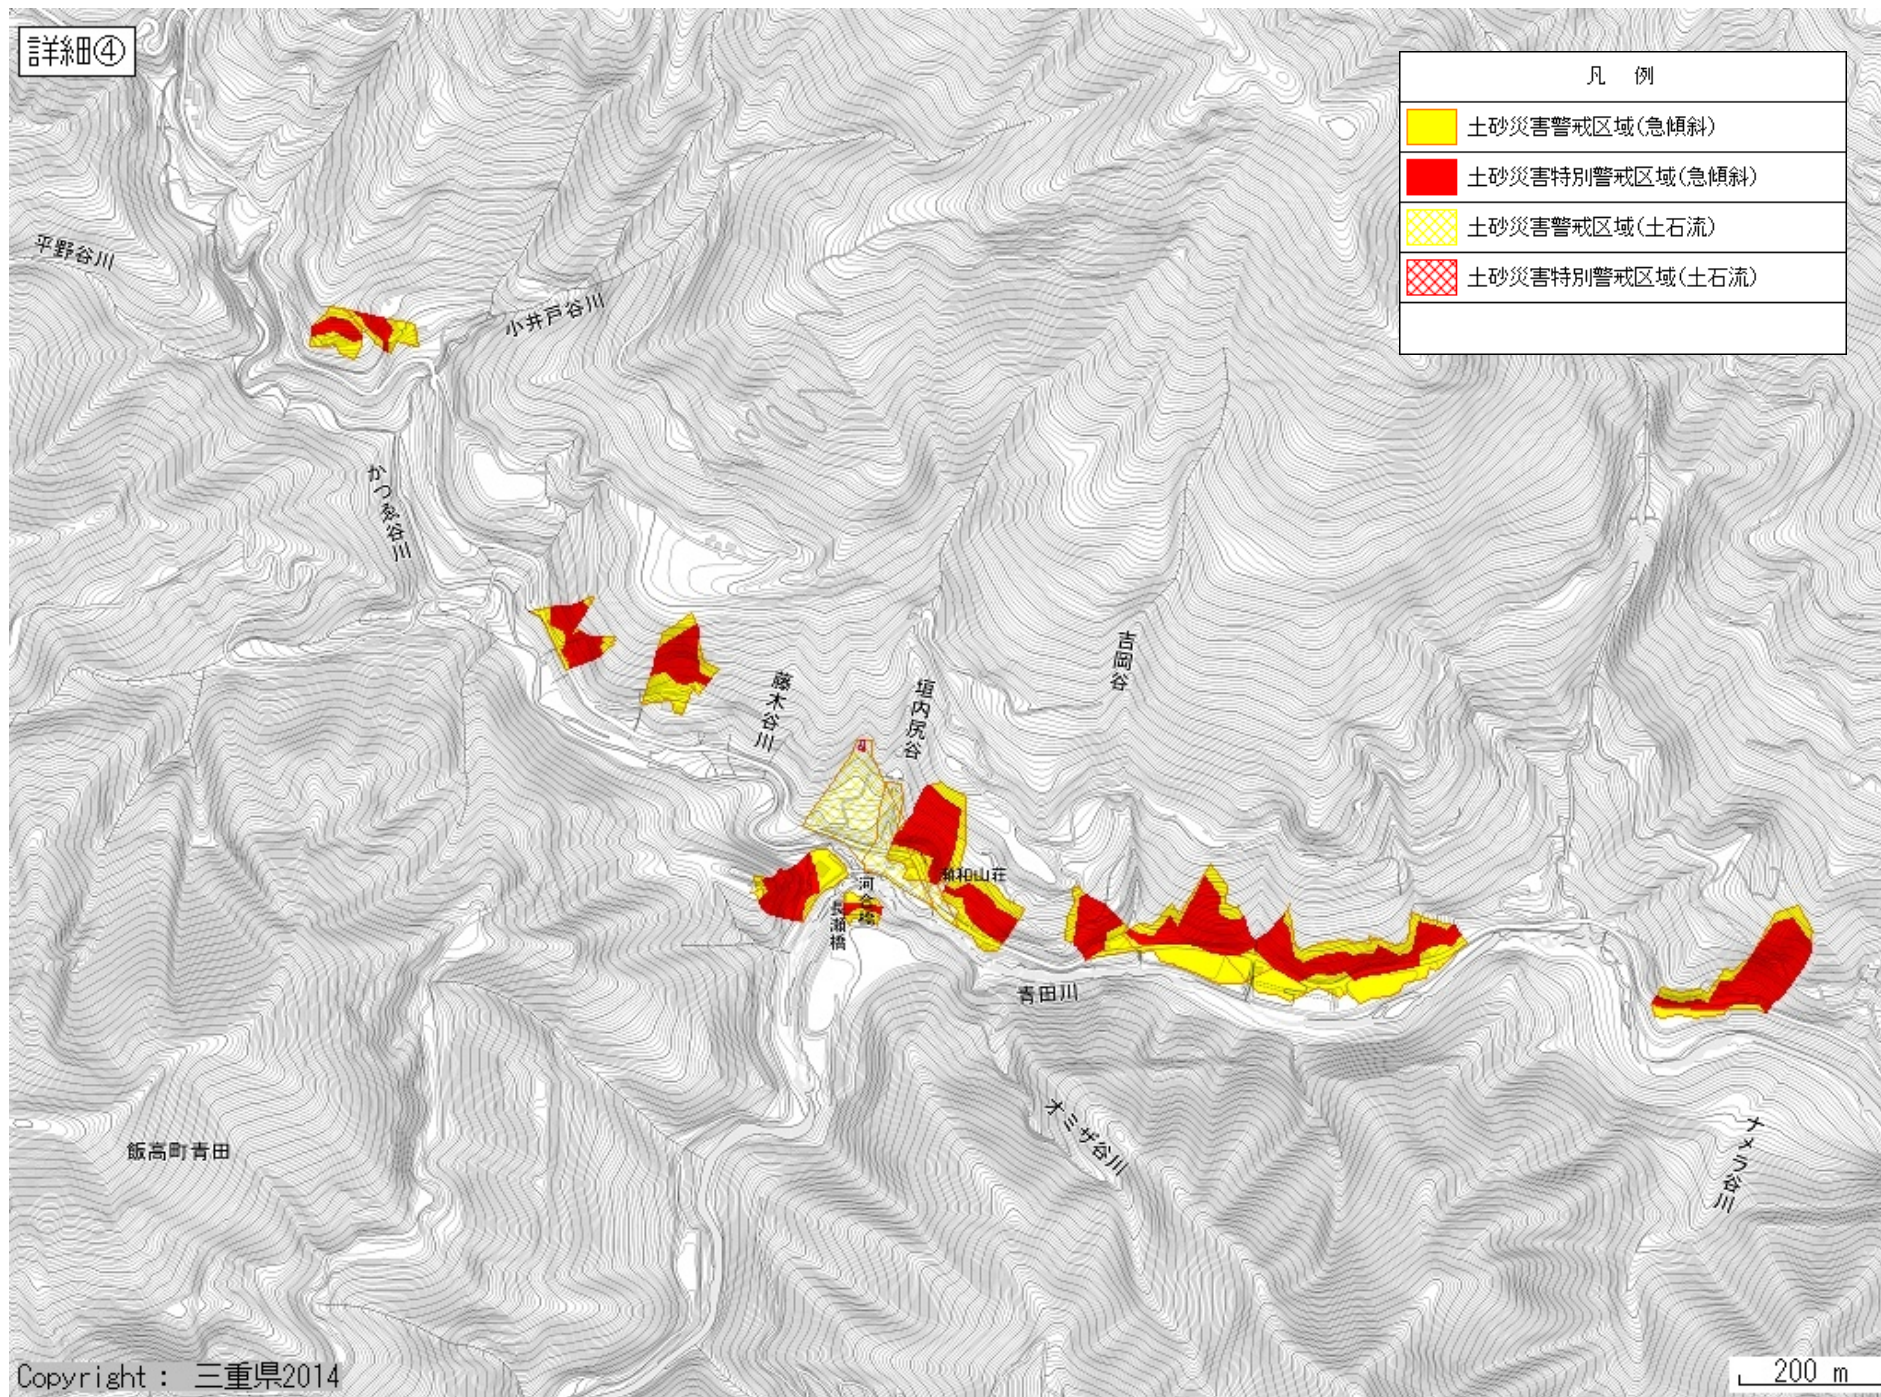 詳細④
凡 例
土砂災害警戒区域(急傾斜)
土砂災害特別警戒区域(急傾斜)
土砂災害警戒区域(土石流)
土砂災害特別警戒区域(土石流)
平野谷川
小井戸谷川
かつゑ谷川
吉岡谷
藤木谷川
垣内尻谷
瀬和山荘
河合橋
長瀬橋
青田川
オミザ谷川
ナメラ谷川
飯高町青田
Copyright : 三重県2014
200 m